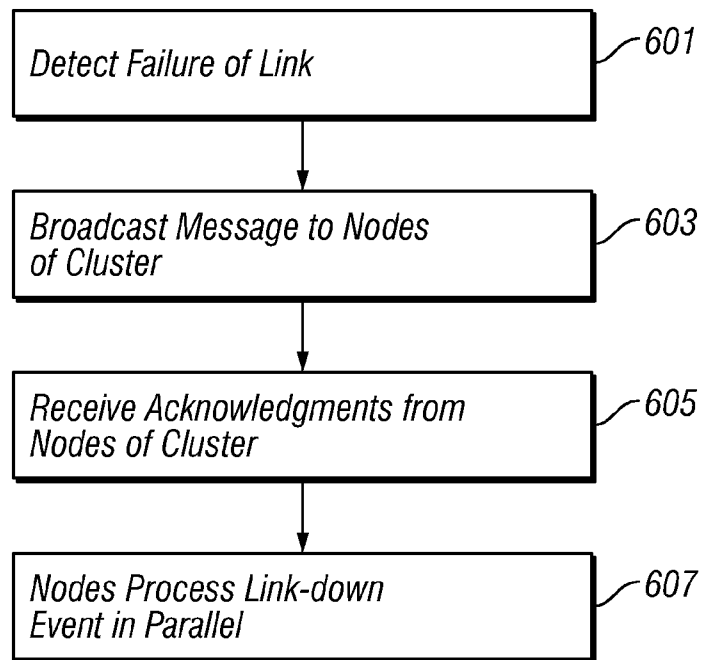 Detect Failure of Link
601
Broadcast Message to Nodes
of Cluster
603
Receive Acknowledgments from
Nodes of Cluster
605
Nodes Process Link-down
Event in Parallel
607